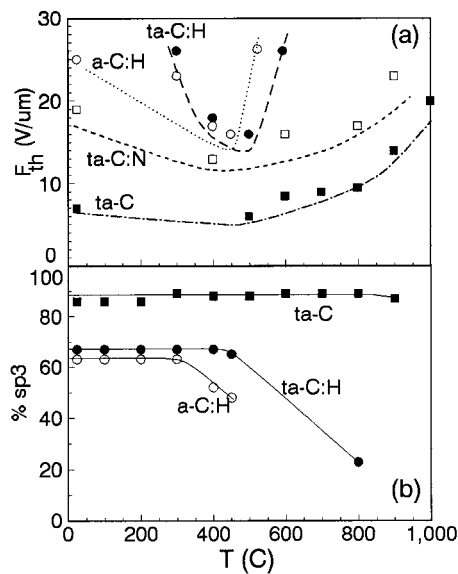 30
ta-C:H
(a)
a-C:H
20
F_th (V/um)
ta-C:N
10
ta-C
0
100
80
ta-C
60
% sp3
a-C:H
ta-C:H
40
20
(b)
0
0 200 400 600 800 1,000
T (C)